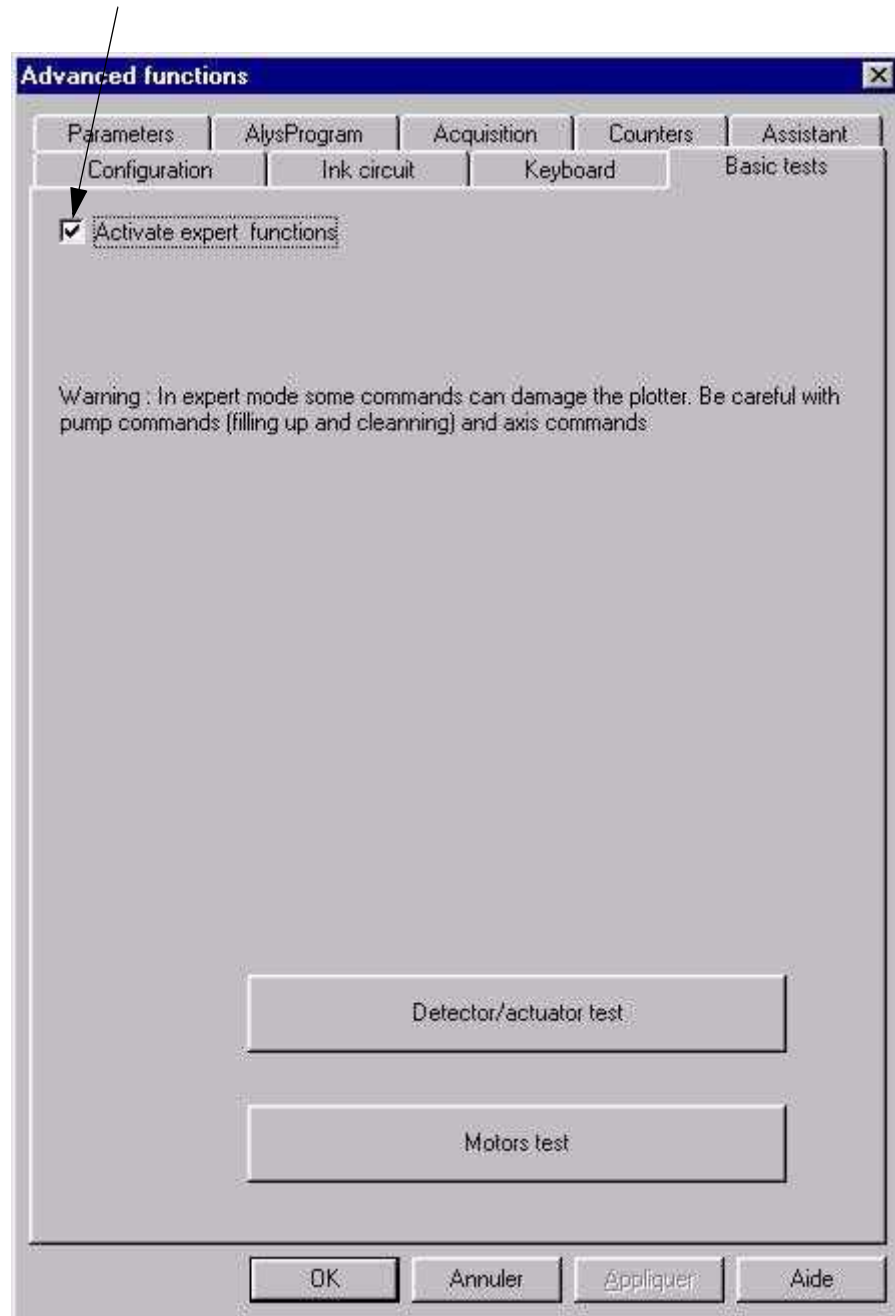 Advanced functions
Parameters AlysProgram Acquisition Counters Assistant
Configuration Ink circuit Keyboard Basic tests
Activate expert functions
Warning : In expert mode some commands can damage the plotter. Be careful with
pump commands (filling up and cleanning) and axis commands
Detector/actuator test
Motors test
OK Annuler Appliquer Aide